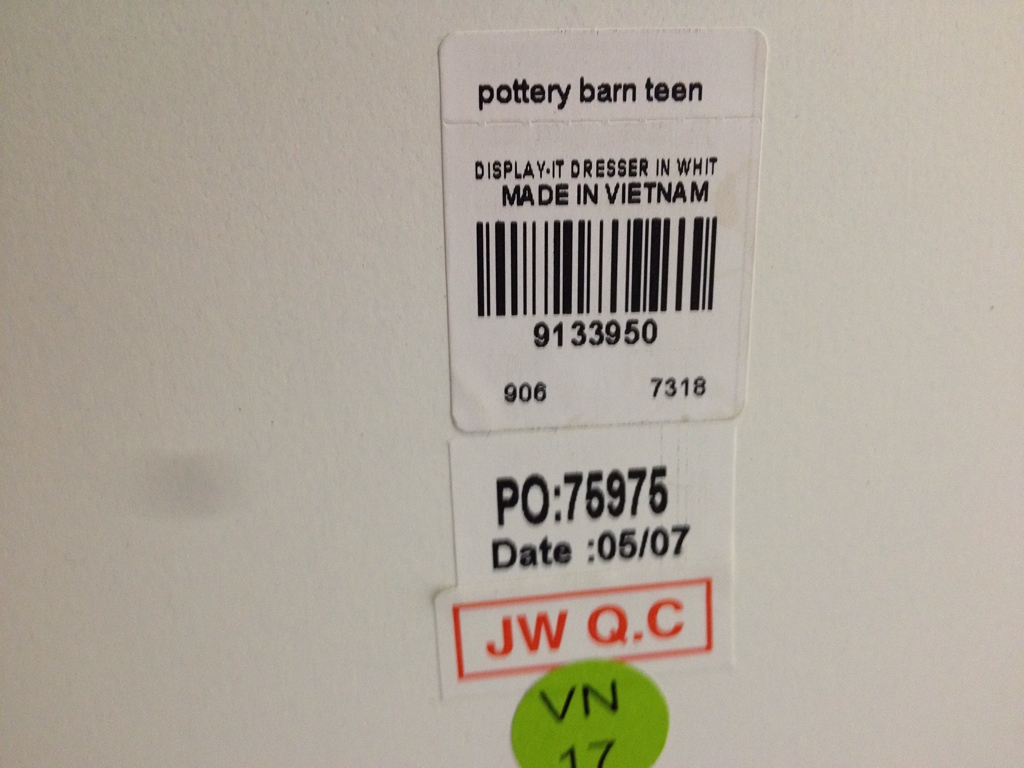 pottery barn teen
DISPLAY-IT DRESSER IN WHIT
MADE IN VIETNAM
9133950
906 7318
PO:75975
Date :05/07
JW Q.C
VN
17